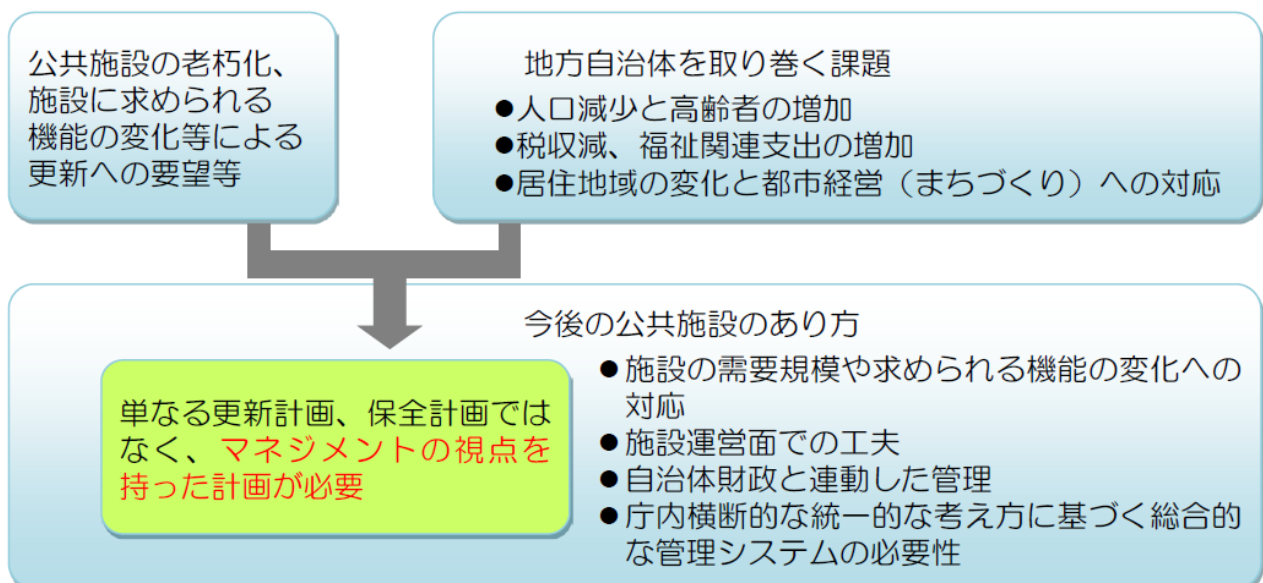 公共施設の老朽化、
施設に求められる
機能の変化等による
更新への要望等
地方自治体を取り巻く課題
●人口減少と高齢者の増加
●税収減、福祉関連支出の増加
●居住地域の変化と都市経営（まちづくり）への対応
今後の公共施設のあり方
単なる更新計画、保全計画では
なく、マネジメントの視点を
持った計画が必要
●施設の需要規模や求められる機能の変化への
対応
●施設運営面での工夫
●自治体財政と連動した管理
●庁内横断的な統一的な考え方に基づく総合的
な管理システムの必要性